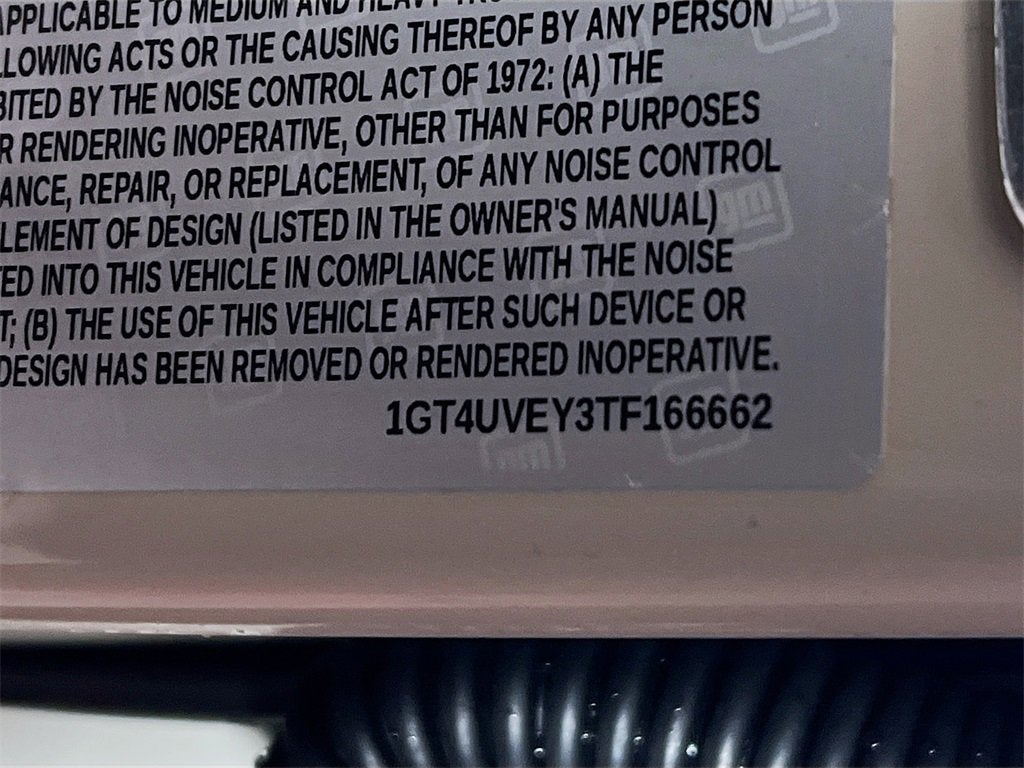 APPLICABLE TO MEDIUM AND HEAVY
LLOWING ACTS OR THE CAUSING THEREOF BY ANY PERSON
BITED BY THE NOISE CONTROL ACT OF 1972: (A) THE
R RENDERING INOPERATIVE, OTHER THAN FOR PURPOSES
ANCE, REPAIR, OR REPLACEMENT, OF ANY NOISE CONTROL
LEMENT OF DESIGN (LISTED IN THE OWNER'S MANUAL)
TED INTO THIS VEHICLE IN COMPLIANCE WITH THE NOISE
T; (B) THE USE OF THIS VEHICLE AFTER SUCH DEVICE OR
DESIGN HAS BEEN REMOVED OR RENDERED INOPERATIVE.
1GT4UVEY3TF166662
gm
gm